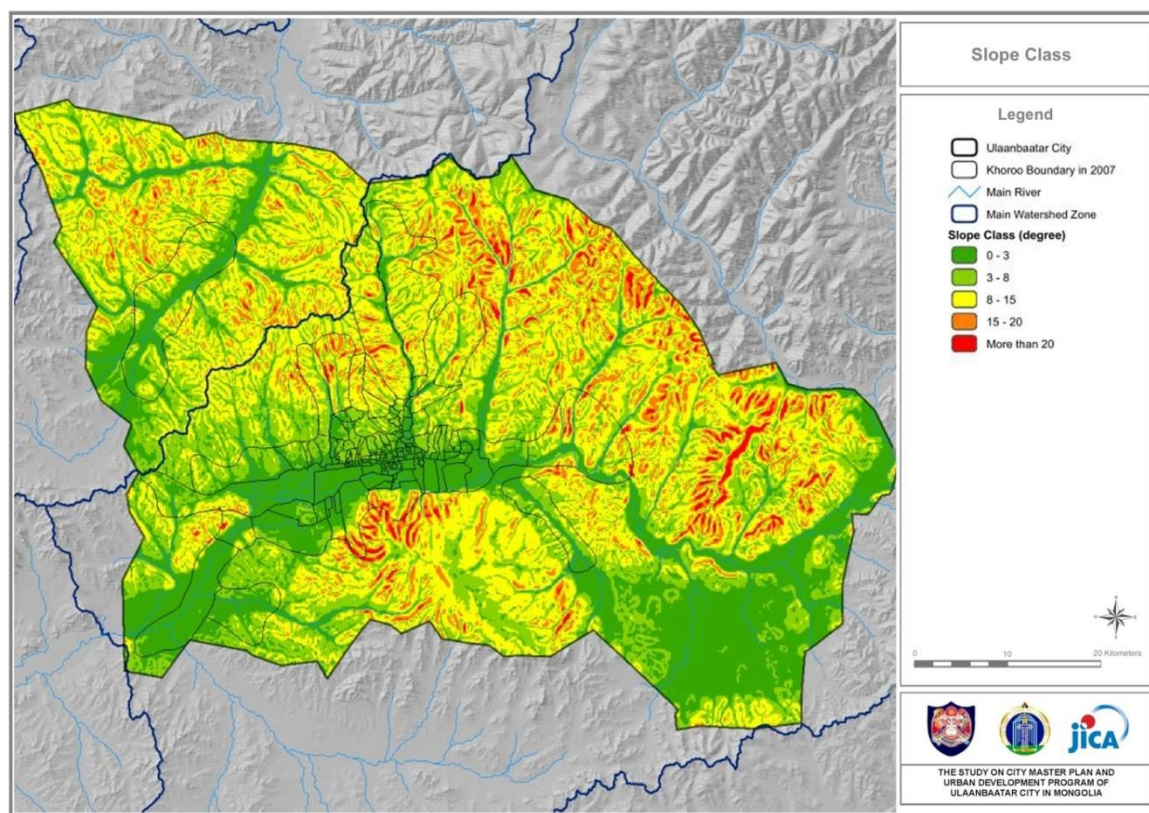 Slope Class
Legend
Ulaanbaatar City
Khoroo Boundary in 2007
Main River
Main Watershed Zone
Slope Class (degree)
0 - 3
3 - 8
8 - 15
15 - 20
More than 20
N
0 10 20 Kilometers
jICA
THE STUDY ON CITY MASTER PLAN AND
URBAN DEVELOPMENT PROGRAM OF
ULAANBAATAR CITY IN MONGOLIA